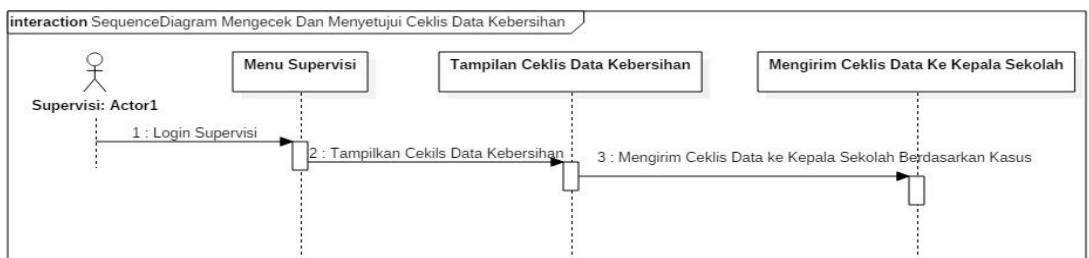 interaction SequenceDiagram Mengecek Dan Menyetujui Ceklis Data Kebersihan
Supervisi: Actor1
Menu Supervisi
Tampilan Ceklis Data Kebersihan
Mengirim Ceklis Data Ke Kepala Sekolah
1 : Login Supervisi
2 : Tampilkan Cekils Data Kebersihan
3 : Mengirim Ceklis Data ke Kepala Sekolah Berdasarkan Kasus